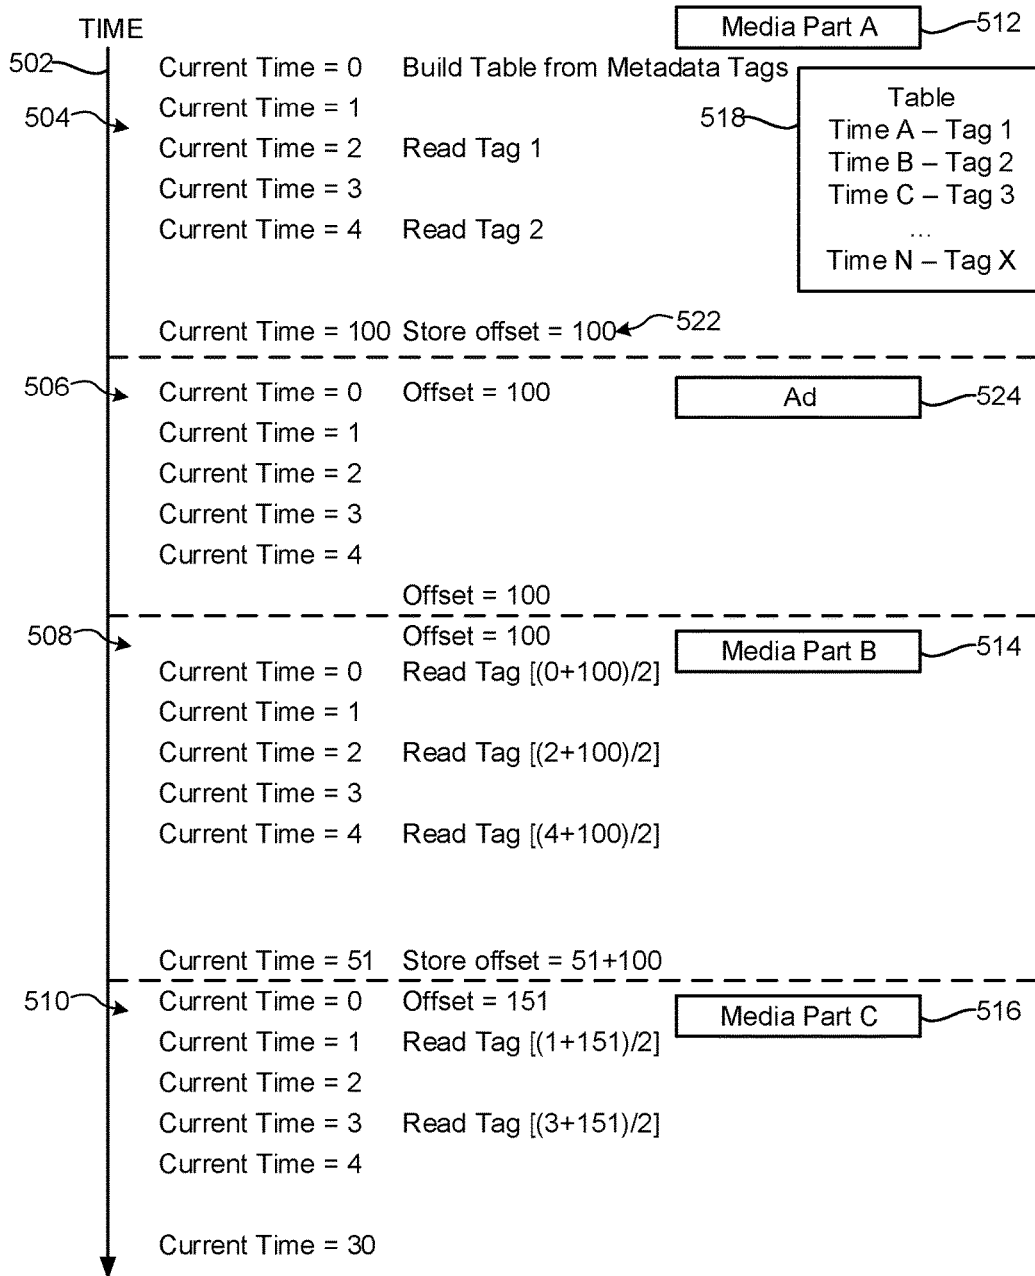 TIME
Media Part A
512
502
Current Time = 0 Build Table from Metadata Tags
504
Current Time = 1
518
Table
Current Time = 2 Read Tag 1
Time A – Tag 1
Time B – Tag 2
Current Time = 3
Time C – Tag 3
Current Time = 4 Read Tag 2
...
Time N – Tag X
Current Time = 100 Store offset = 100
522
506
Current Time = 0 Offset = 100
Ad
524
Current Time = 1
Current Time = 2
Current Time = 3
Current Time = 4
Offset = 100
508
Offset = 100
Media Part B
514
Current Time = 0 Read Tag [(0+100)/2]
Current Time = 1
Current Time = 2 Read Tag [(2+100)/2]
Current Time = 3
Current Time = 4 Read Tag [(4+100)/2]
Current Time = 51 Store offset = 51+100
510
Current Time = 0 Offset = 151
Media Part C
516
Current Time = 1 Read Tag [(1+151)/2]
Current Time = 2
Current Time = 3 Read Tag [(3+151)/2]
Current Time = 4
Current Time = 30